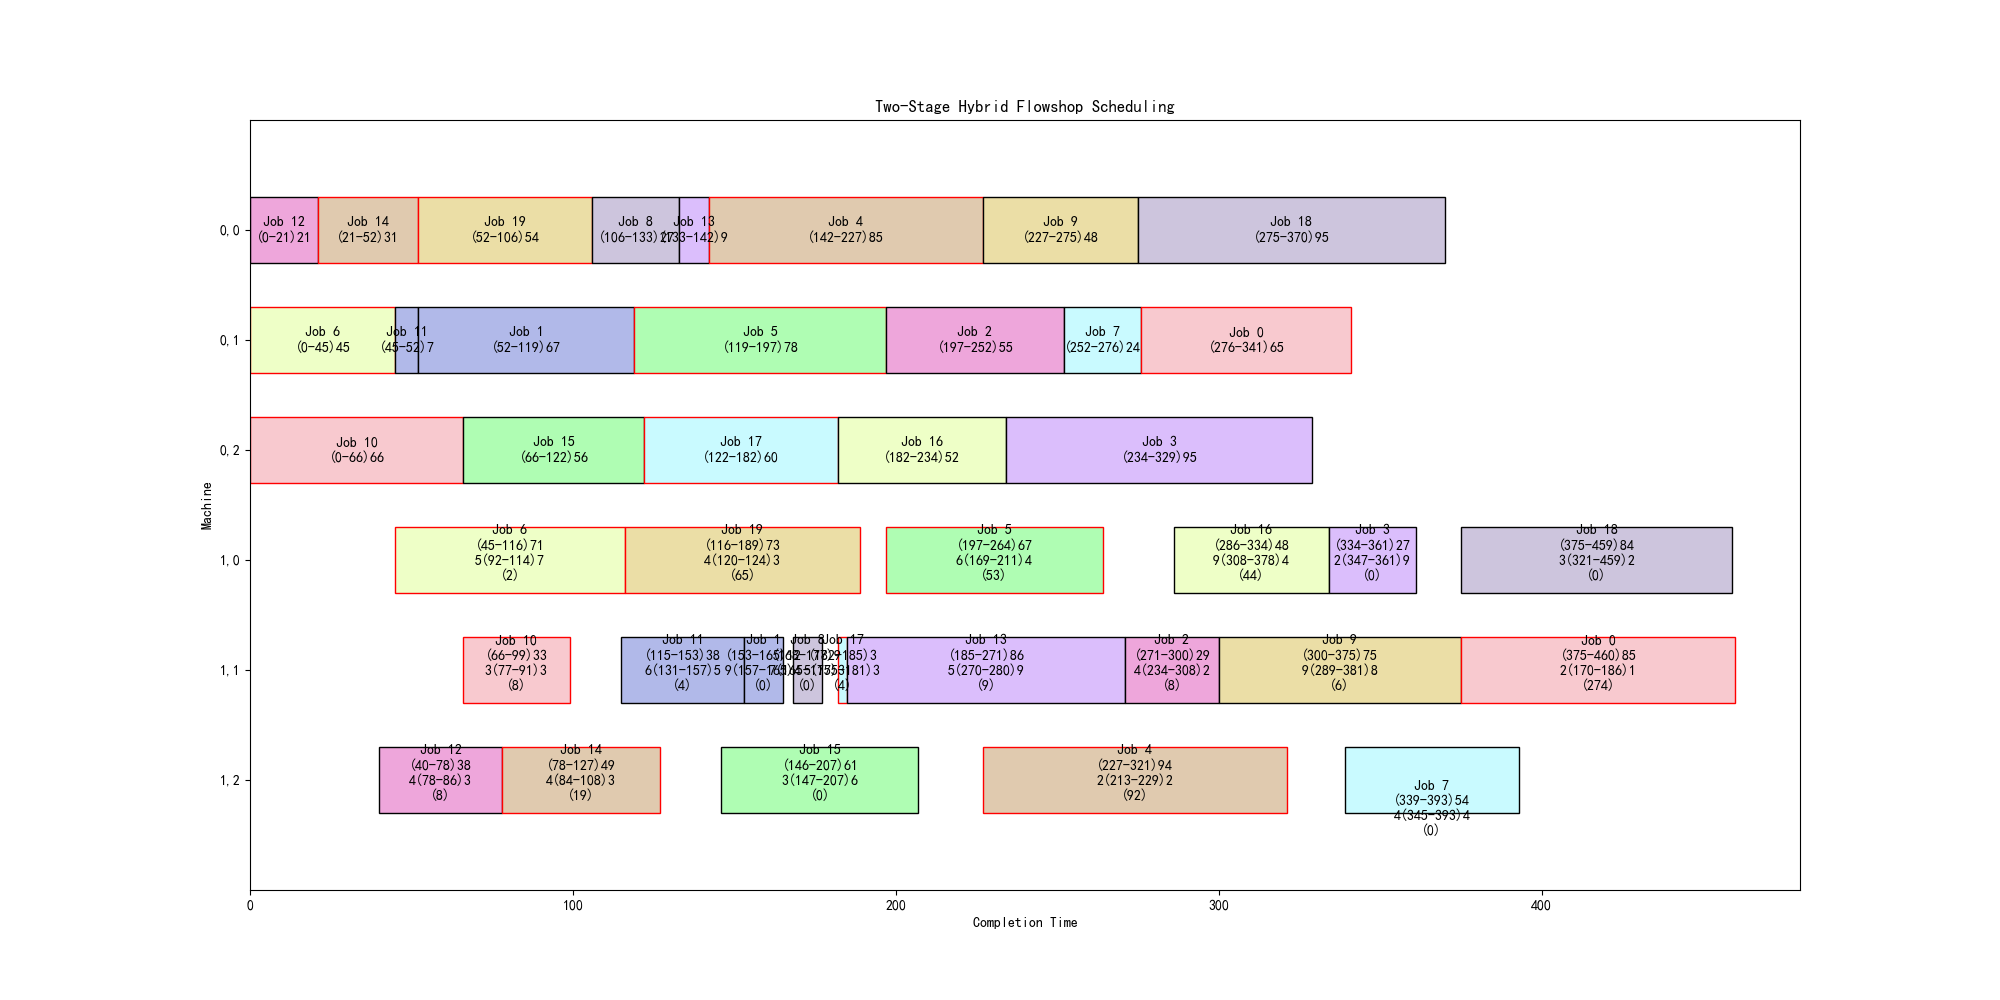 Two-Stage Hybrid Flowshop Scheduling
0,0
Job 12
(0-21)21
Job 14
(21-52)31
Job 19
(52-106)54
Job 8
(106-133)27
Job 13
(133-142)9
Job 4
(142-227)85
Job 9
(227-275)48
Job 18
(275-370)95
0,1
Job 6
(0-45)45
Job 11
(45-52)7
Job 1
(52-119)67
Job 5
(119-197)78
Job 2
(197-252)55
Job 7
(252-276)24
Job 0
(276-341)65
0,2
Job 10
(0-66)66
Job 15
(66-122)56
Job 17
(122-182)60
Job 16
(182-234)52
Job 3
(234-329)95
Machine
1,0
Job 6
(45-116)71
5(92-114)7
(2)
Job 19
(116-189)73
4(120-124)3
(65)
Job 5
(197-264)67
6(169-211)4
(53)
Job 16
(286-334)48
9(308-378)4
(44)
Job 3
(334-361)27
2(347-361)9
(0)
Job 18
(375-459)84
3(321-459)2
(0)
1,1
Job 10
(66-99)33
3(77-91)3
(8)
Job 11
(115-153)38
6(131-157)5
(4)
Job 1
(0)
Job 8
(0)
Job 17
(4)
Job 13
(185-271)86
5(270-280)9
(9)
Job 2
(271-300)29
4(234-308)2
(8)
Job 9
(300-375)75
9(289-381)8
(6)
Job 0
(375-460)85
2(170-186)1
(274)
1,2
Job 12
(40-78)38
4(78-86)3
(8)
Job 14
(78-127)49
4(84-108)3
(19)
Job 15
(146-207)61
3(147-207)6
(0)
Job 4
(227-321)94
2(213-229)2
(92)
Job 7
(339-393)54
4(345-393)4
(0)
0
100
200
300
400
Completion Time